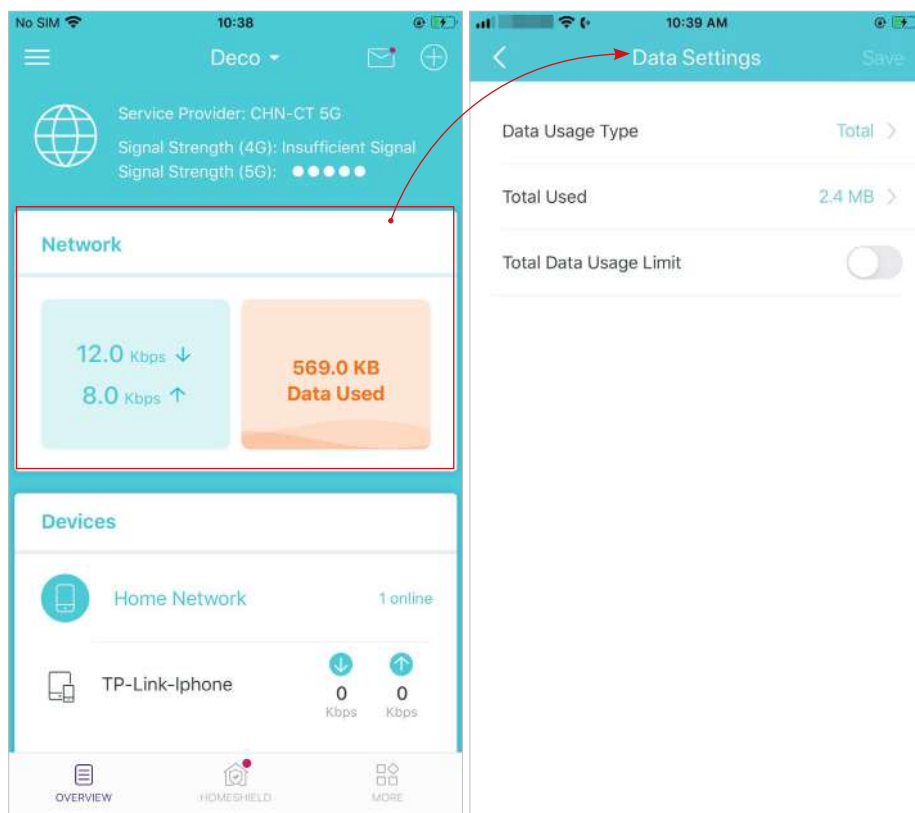 No SIM
10:38
Deco
Service Provider: CHN-CT 5G
Signal Strength (4G): Insufficient Signal
Signal Strength (5G):
Network
12.0 Kbps ↓
8.0 Kbps ↑
569.0 KB
Data Used
Devices
Home Network
1 online
TP-Link-Iphone
0
Kbps
0
Kbps
OVERVIEW
HOMESHIELD
MORE
10:39 AM
Data Settings
Save
Data Usage Type
Total
Total Used
2.4 MB
Total Data Usage Limit